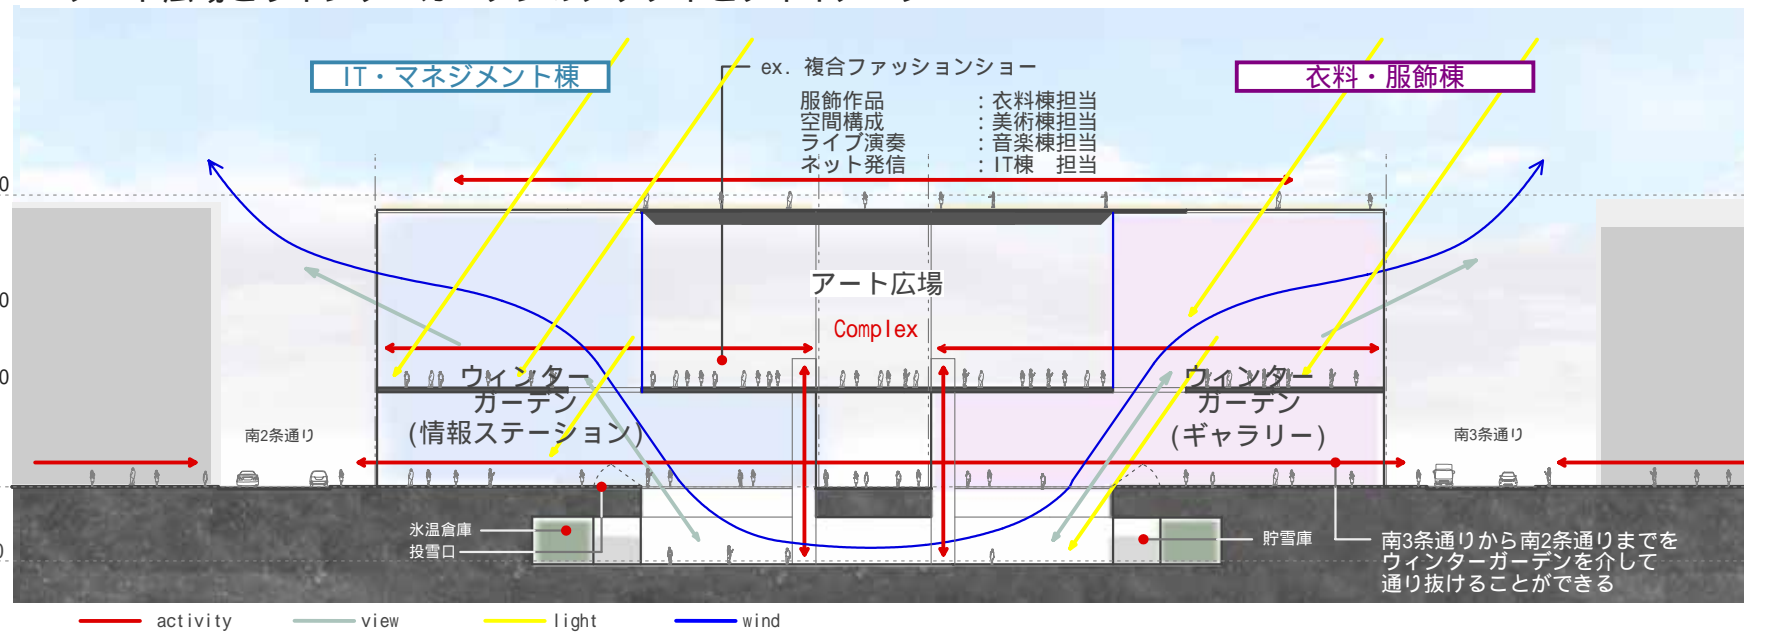 IT・マネジメント棟
ex. 複合ファッションショー
衣料・服飾棟
服飾作品 :衣料棟担当
空間構成 :美術棟担当
ライブ演奏 :音楽棟担当
ネット発信 :IT棟 担当
0
アート広場
0
Complex
0
ウィンター
ガーデン
(情報ステーション)
ウィンター
ガーデン
(ギャラリー)
南2条通り
南3条通り
氷温倉庫
投雪口
貯雪庫
0
南3条通りから南2条通りまでを
ウィンターガーデンを介して
通り抜けることができる
activity
view
light
wind